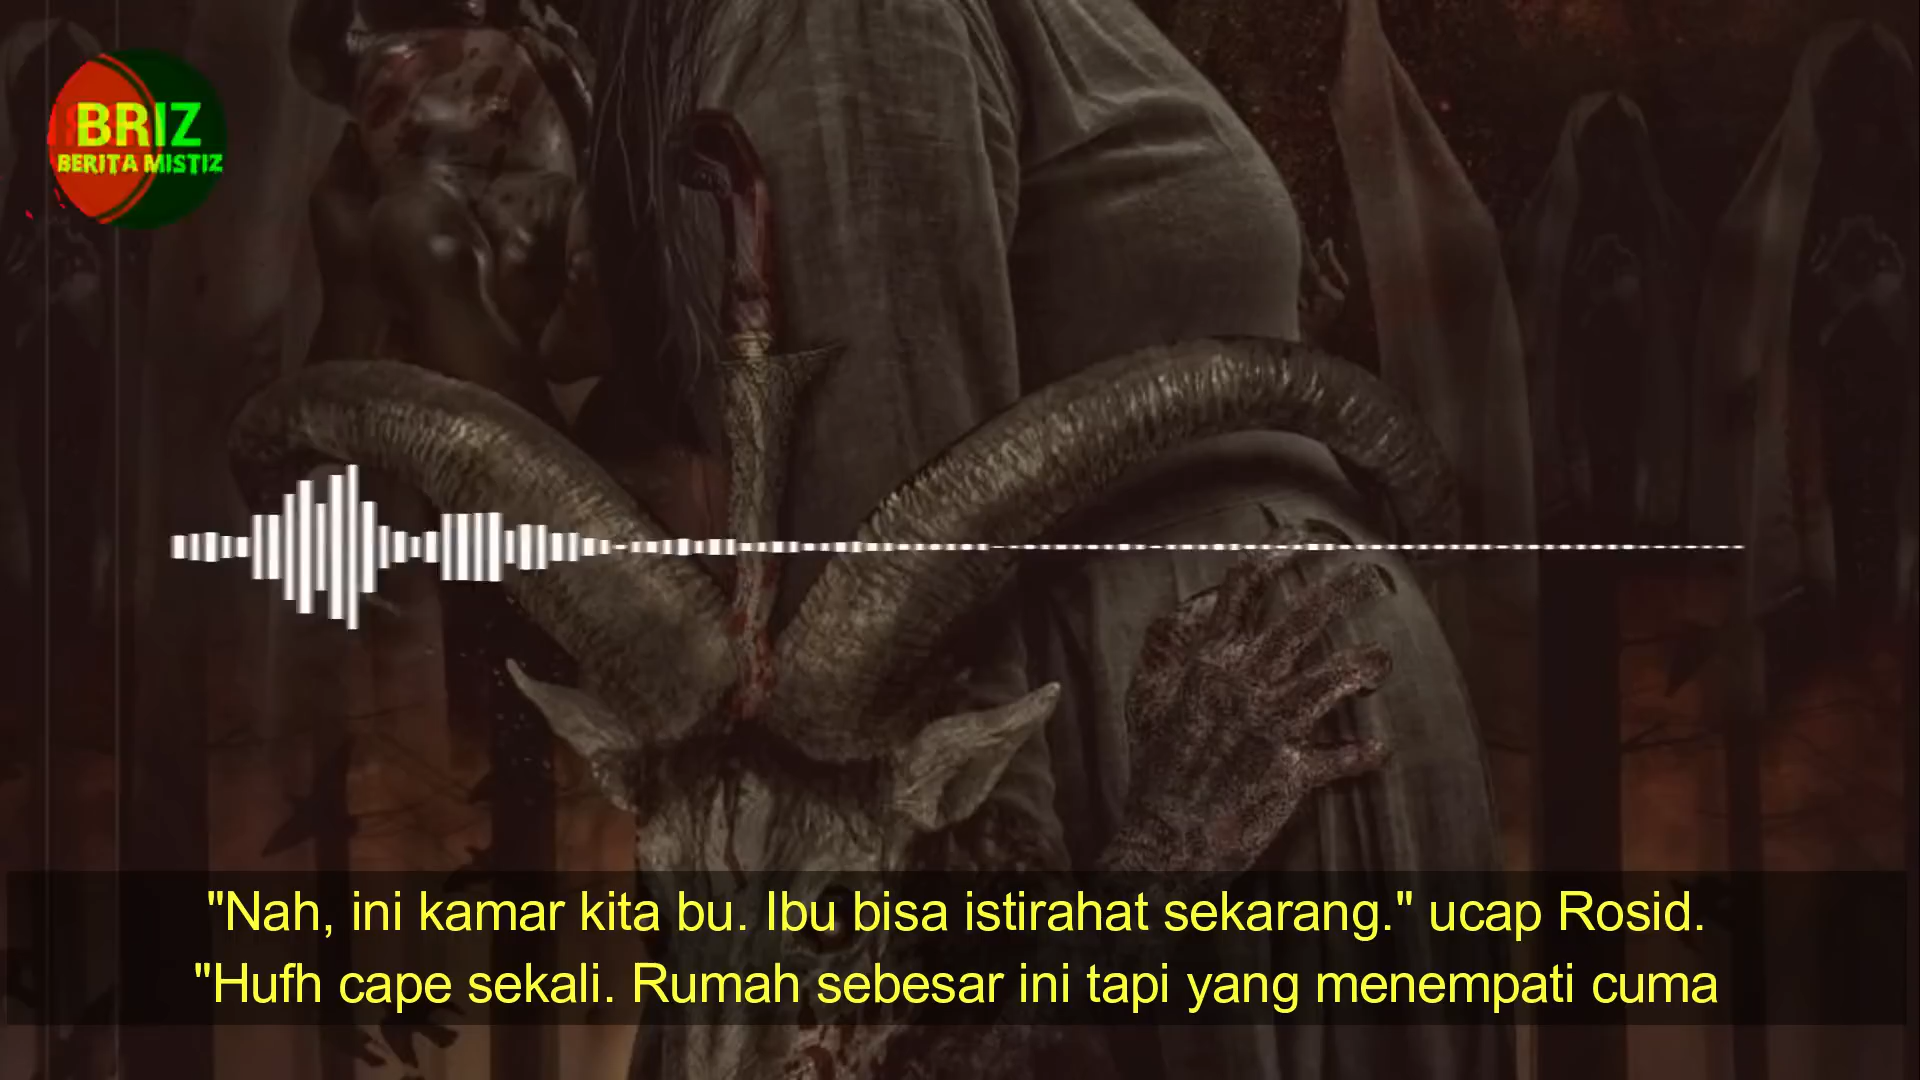 BRIZ
BERITA MISTIZ
"Nah, ini kamar kita bu. Ibu bisa istirahat sekarang." ucap Rosid.
"Hufh cape sekali. Rumah sebesar ini tapi yang menempati cuma